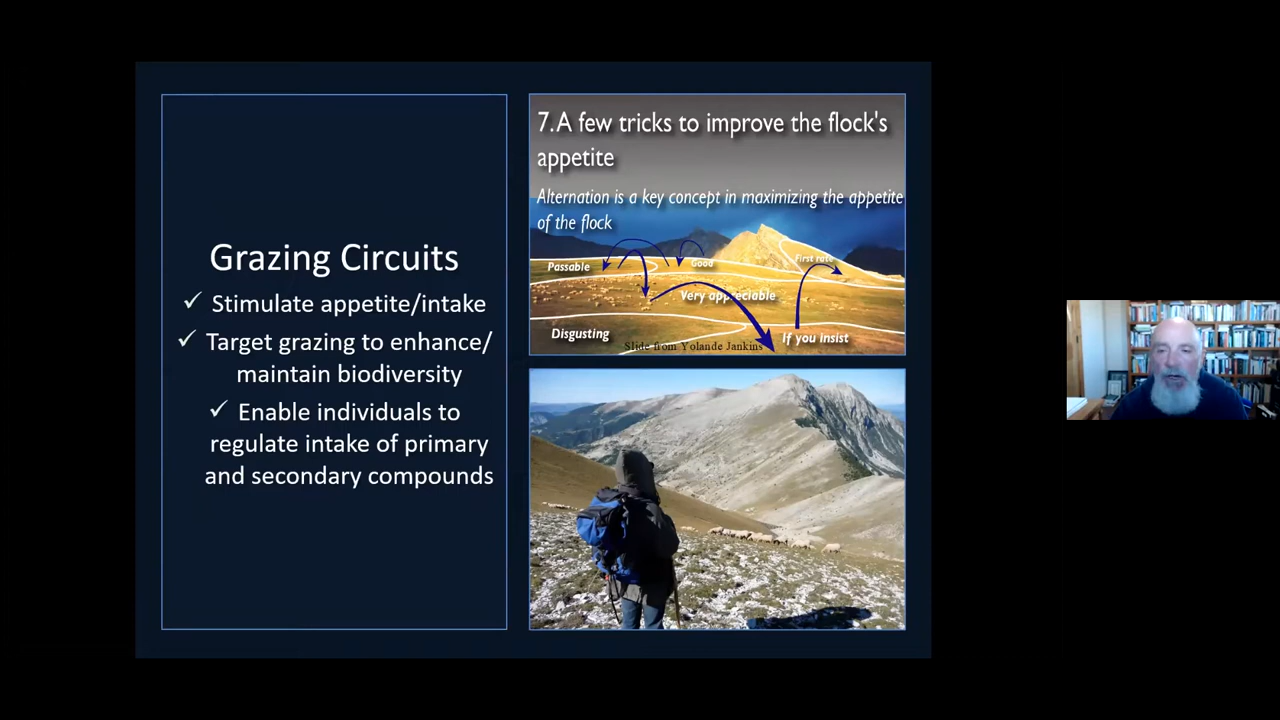 Grazing Circuits
✓ Stimulate appetite/intake
✓ Target grazing to enhance/
maintain biodiversity
✓ Enable individuals to
regulate intake of primary
and secondary compounds
7. A few tricks to improve the flock's
appetite
Alternation is a key concept in maximizing the appetite
of the flock
Passable
Good
First rate
Very appreciable
Disgusting
If you insist
Slide from Yolande Jankins